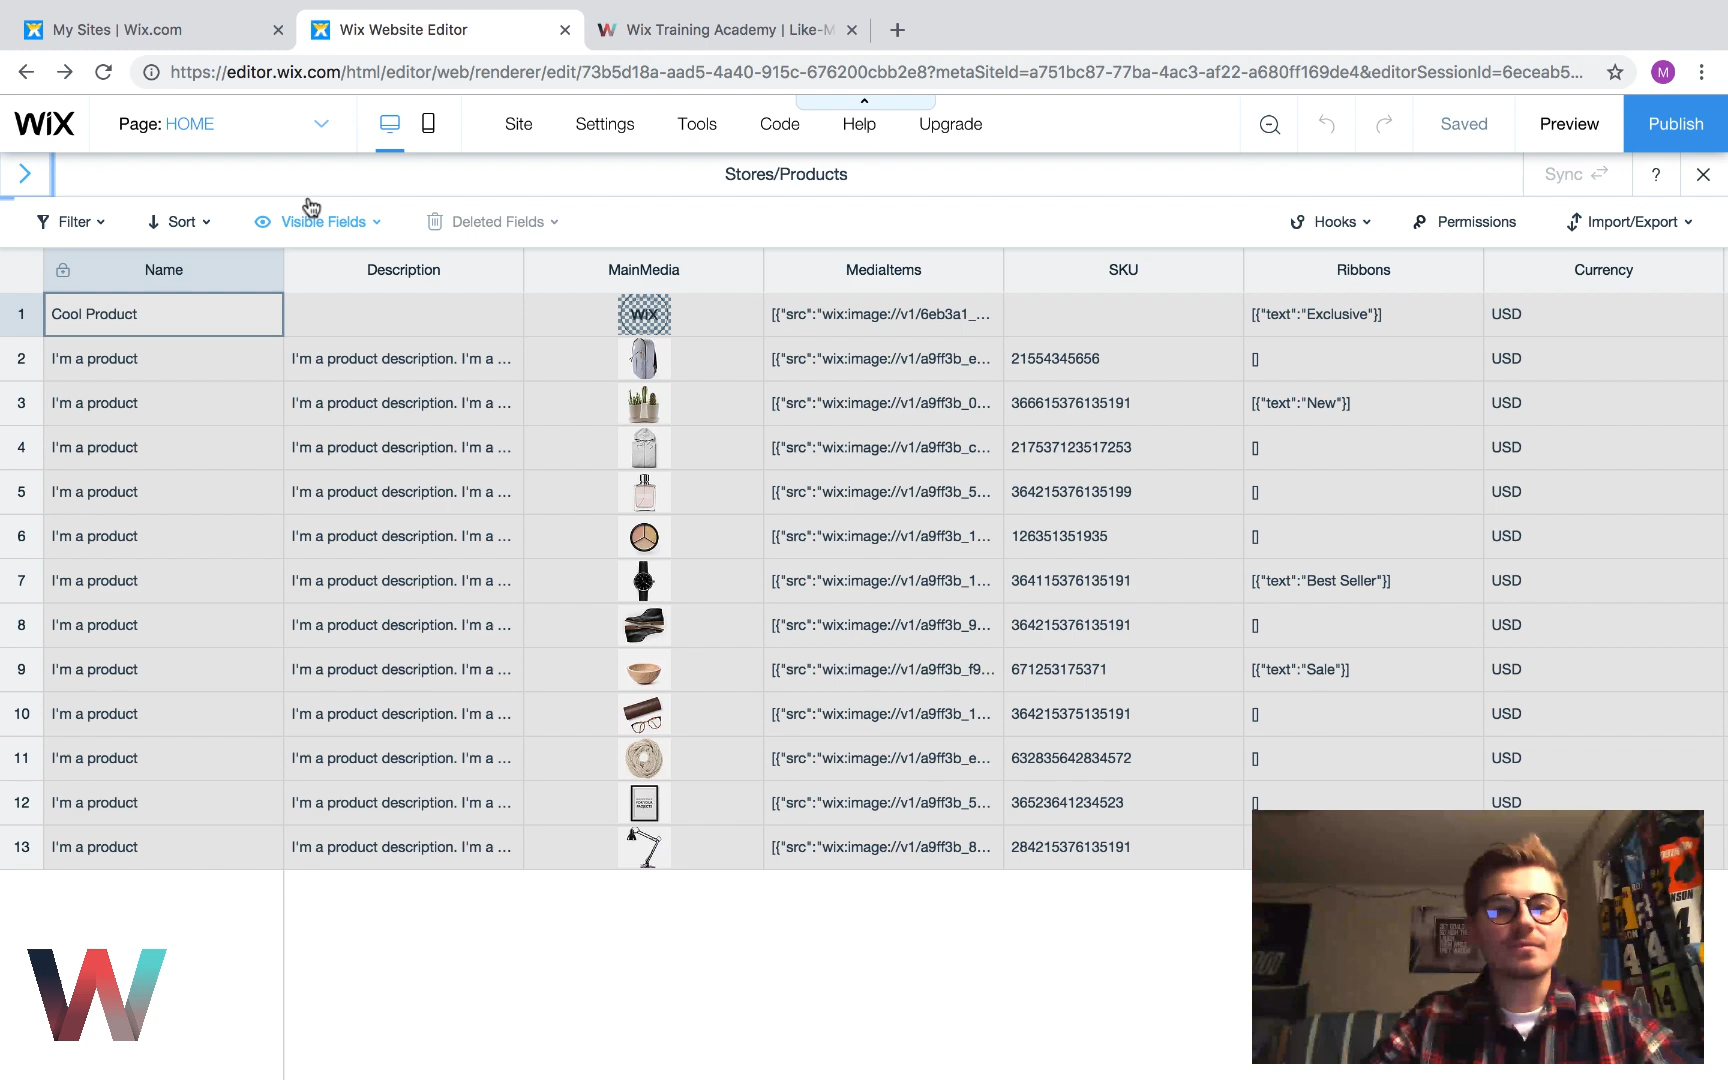 My Sites | Wix.com
Wix Website Editor
Wix Training Academy | Like-M
https://editor.wix.com/html/editor/web/renderer/edit/73b5d18a-aad5-4a40-915c-676200cbb2e8?metaSiteId=a751bc87-77ba-4ac3-af22-a680ff169de4&editorSessionId=6eceab5...
M
WiX
Page: HOME
Site
Settings
Tools
Code
Help
Upgrade
Saved
Preview
Publish
Stores/Products
Sync
?
Filter
Sort
Visible Fields
Deleted Fields
Hooks
Permissions
Import/Export
Name Description MainMedia MediaItems SKU Ribbons Currency
1 Cool Product WIX [{"src":"wix:image://v1/6eb3a1_... [{"text":"Exclusive"}] USD
2 I'm a product I'm a product description. I'm a ... [{"src":"wix:image://v1/a9ff3b_e... 21554345656 [] USD
3 I'm a product I'm a product description. I'm a ... [{"src":"wix:image://v1/a9ff3b_0... 366615376135191 [{"text":"New"}] USD
4 I'm a product I'm a product description. I'm a ... [{"src":"wix:image://v1/a9ff3b_c... 217537123517253 [] USD
5 I'm a product I'm a product description. I'm a ... [{"src":"wix:image://v1/a9ff3b_5... 364215376135199 [] USD
6 I'm a product I'm a product description. I'm a ... [{"src":"wix:image://v1/a9ff3b_1... 126351351935 [] USD
7 I'm a product I'm a product description. I'm a ... [{"src":"wix:image://v1/a9ff3b_1... 364115376135191 [{"text":"Best Seller"}] USD
8 I'm a product I'm a product description. I'm a ... [{"src":"wix:image://v1/a9ff3b_9... 364215376135191 [] USD
9 I'm a product I'm a product description. I'm a ... [{"src":"wix:image://v1/a9ff3b_f9... 671253175371 [{"text":"Sale"}] USD
10 I'm a product I'm a product description. I'm a ... [{"src":"wix:image://v1/a9ff3b_1... 364215375135191 [] USD
11 I'm a product I'm a product description. I'm a ... [{"src":"wix:image://v1/a9ff3b_e... 632835642834572 [] USD
12 I'm a product I'm a product description. I'm a ... [{"src":"wix:image://v1/a9ff3b_5... 36523641234523 [] USD
13 I'm a product I'm a product description. I'm a ... [{"src":"wix:image://v1/a9ff3b_8... 284215376135191
W